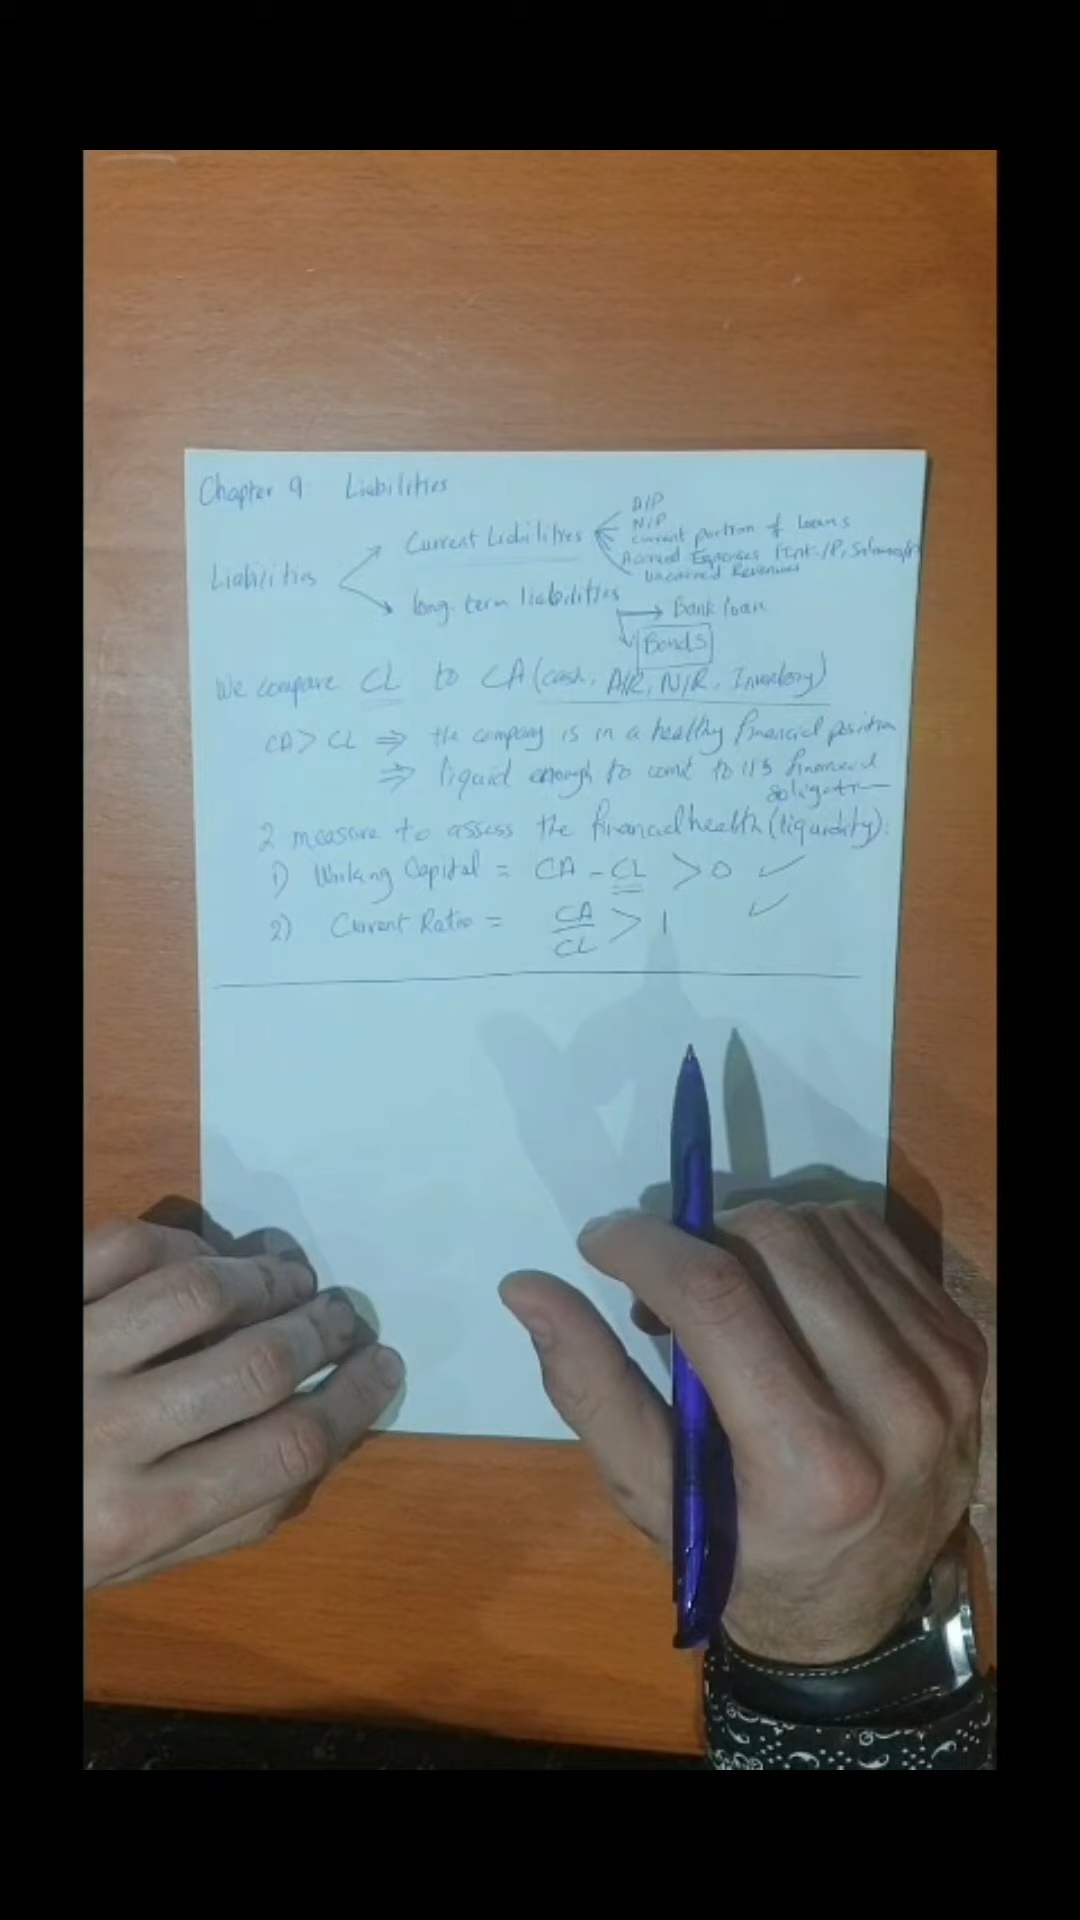 Chapter 9 Liabilities
A/P
N/P
Current Liabilities
current portion of Loans
Accrued Expenses (Int./P, Salaries/P)
Unearned Revenues
Liabilities
long-term liabilities
Bank loan
Bonds
We compare CL to CA (cash, A/R, N/R, Inventory)
CA > CL ⇒ the company is in a healthy financial position
⇒ liquid enough to to its financial
2 measure to assess the financial health (liquidity):
1) Working Capital = CA - CL > 0 ✓
2) Current Ratio = CA/CL > 1 ✓